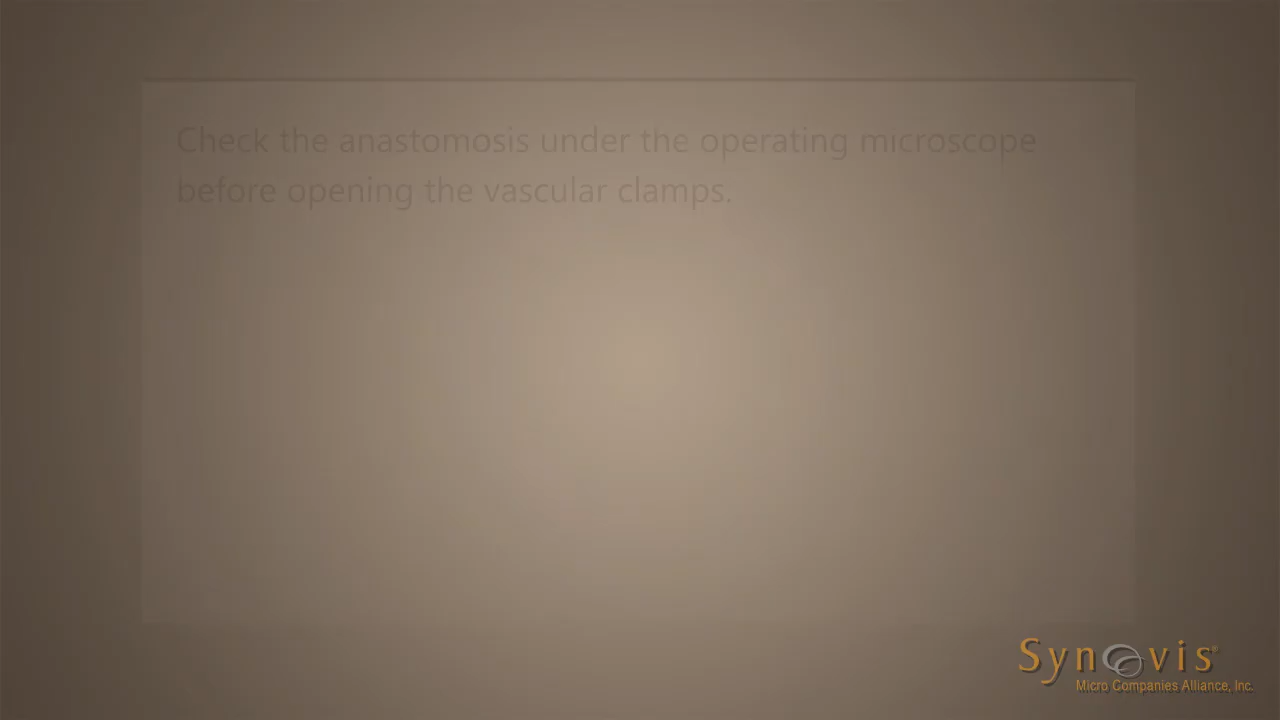 Check the anastomosis under the operating microscope
before opening the vascular clamps.
Synovis®
Micro Companies Alliance, Inc.